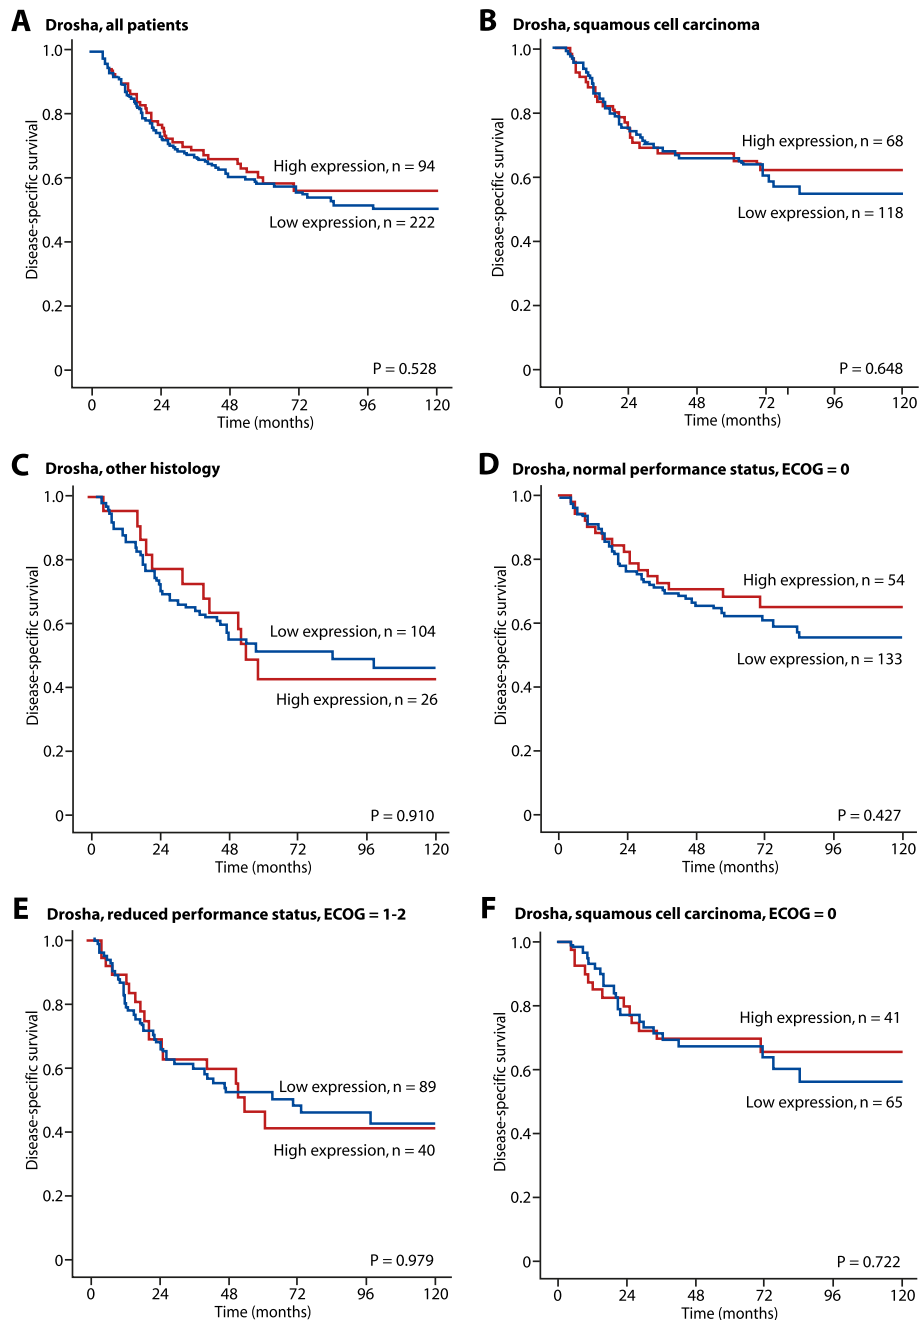 A Drosha, all patients
Disease-specific survival
1.0
0.8
0.6
0.4
0.2
0
High expression, n = 94
Low expression, n = 222
P = 0.528
0 24 48 72 96 120
Time (months)
B Drosha, squamous cell carcinoma
Disease-specific survival
1.0
0.8
0.6
0.4
0.2
0
High expression, n = 68
Low expression, n = 118
P = 0.648
0 24 48 72 96 120
Time (months)
C Drosha, other histology
Disease-specific survival
1.0
0.8
0.6
0.4
0.2
0
Low expression, n = 104
High expression, n = 26
P = 0.910
0 24 48 72 96 120
Time (months)
D Drosha, normal performance status, ECOG = 0
Disease-specific survival
1.0
0.8
0.6
0.4
0.2
0
High expression, n = 54
Low expression, n = 133
P = 0.427
0 24 48 72 96 120
Time (months)
E Drosha, reduced performance status, ECOG = 1-2
Disease-specific survival
1.0
0.8
0.6
0.4
0.2
0
Low expression, n = 89
High expression, n = 40
P = 0.979
0 24 48 72 96 120
Time (months)
F Drosha, squamous cell carcinoma, ECOG = 0
Disease-specific survival
1.0
0.8
0.6
0.4
0.2
0
High expression, n = 41
Low expression, n = 65
P = 0.722
0 24 48 72 96 120
Time (months)